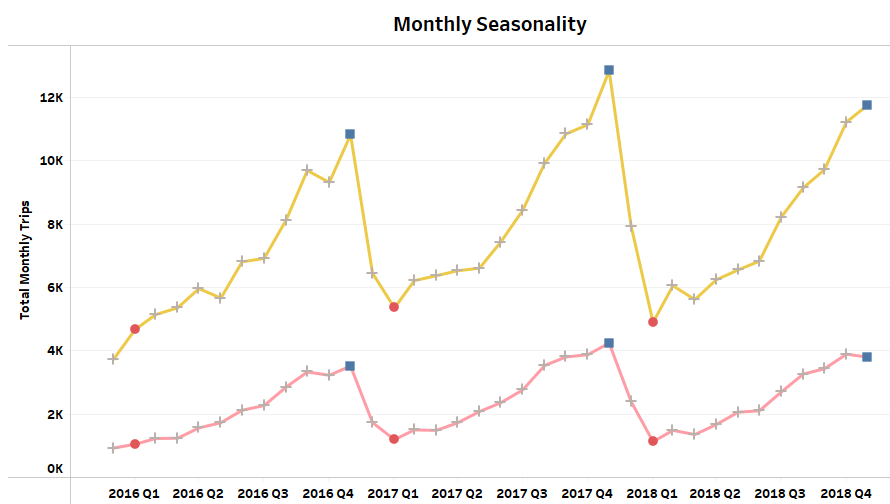 Monthly Seasonality
Total Monthly Trips
12K
10K
8K
6K
4K
2K
0K
2016 Q1 2016 Q2 2016 Q3 2016 Q4 2017 Q1 2017 Q2 2017 Q3 2017 Q4 2018 Q1 2018 Q2 2018 Q3 2018 Q4